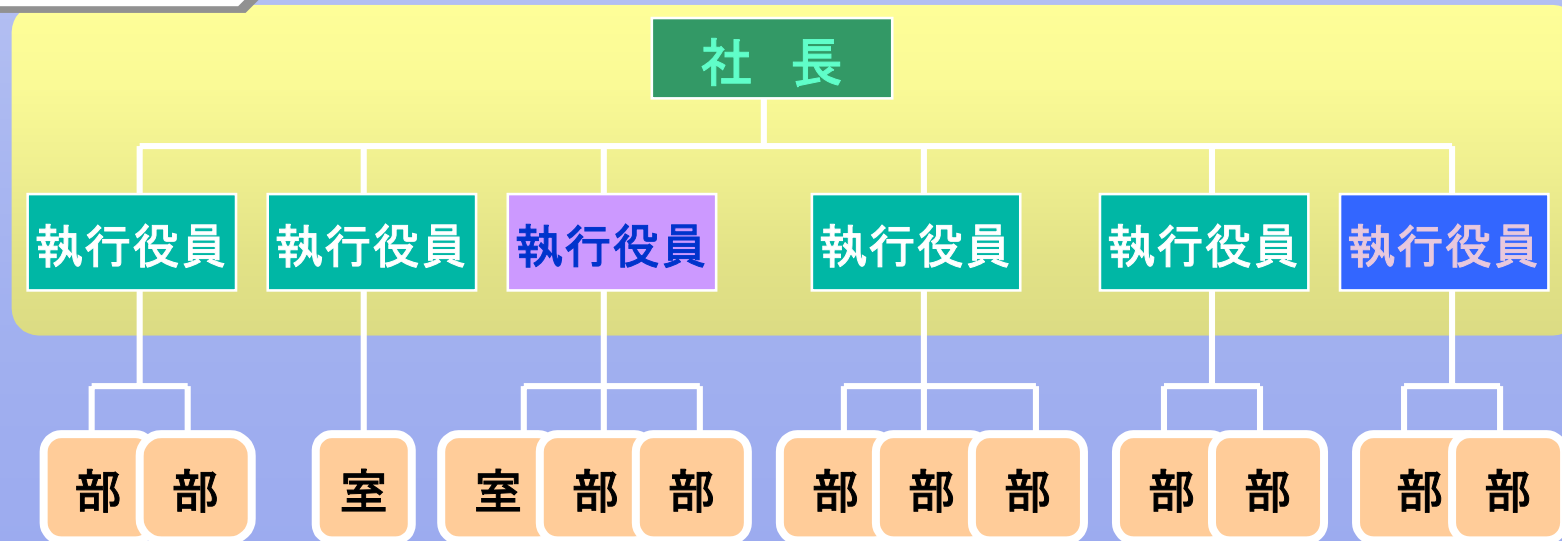 社 長
執行役員 執行役員 執行役員 執行役員 執行役員 執行役員
部 部 室 室 部 部 部 部 部 部 部 部 部